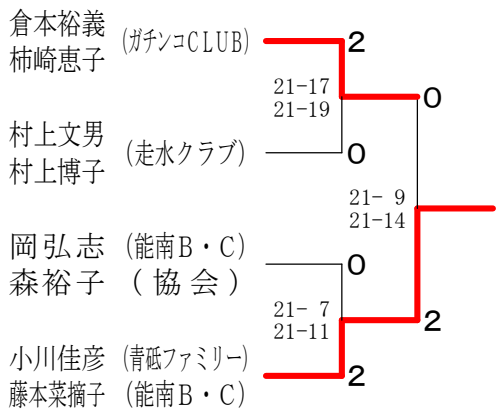 倉本裕義 (ガチンコCLUB) 2
柿崎恵子
21-17
21-19
0
村上文男 (走水クラブ) 0
村上博子
21- 9
21-14
岡弘志 (能南B・C) 0
森裕子 (協会)
21- 7
21-11
2
小川佳彦 (青砥ファミリー) 2
藤本菜摘子 (能南B・C)